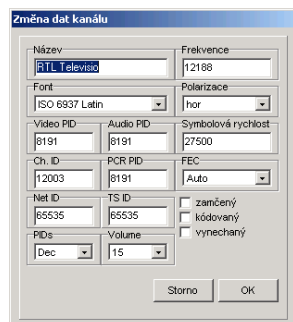 Změna dat kanálu
Název Frekvence
RTL Televisio 12188
Font Polarizace
ISO 6937 Latin hor
Video PID Audio PID Symbolová rychlost
8191 8191 27500
Ch. ID PCR PID FEC
12003 8191 Auto
Net ID TS ID zamčený
65535 65535 kódovaný
PIDs Volume vynechaný
Dec 15
Storno OK